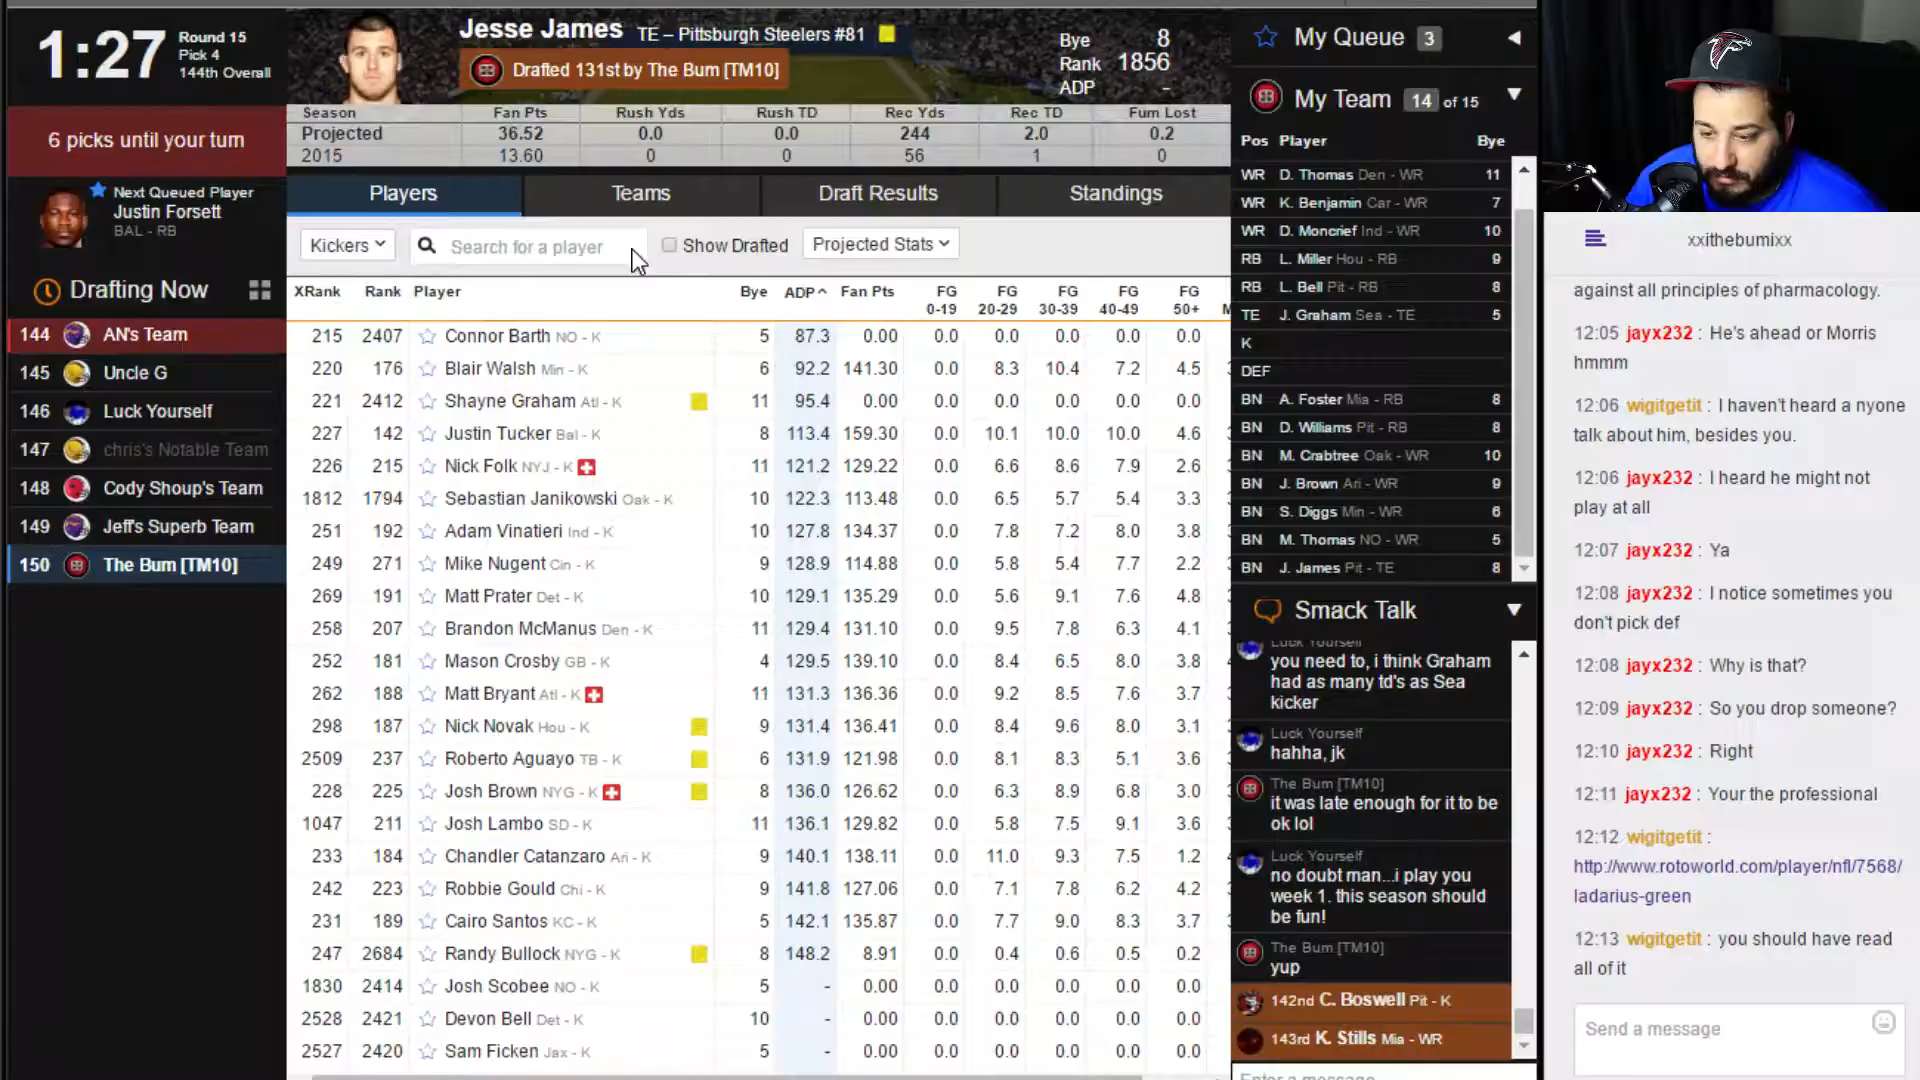 1:27
Round 15
Pick 4
144th Overall
6 picks until your turn
Next Queued Player
Justin Forsett
BAL - RB
Drafting Now
144 AN's Team
145 Uncle G
146 Luck Yourself
147 chris's Notable Team
148 Cody Shoup's Team
149 Jeff's Superb Team
150 The Bum [TM10]
Jesse James TE – Pittsburgh Steelers #81
Drafted 131st by The Bum [TM10]
Bye 8
Rank 1856
ADP -
Season Fan Pts Rush Yds Rush TD Rec Yds Rec TD Fum Lost
Projected 36.52 0.0 0.0 244 2.0 0.2
2015 13.60 0 0 56 1 0
Players Teams Draft Results Standings
Kickers Search for a player Show Drafted Projected Stats
XRank Rank Player Bye ADP^ Fan Pts FG 0-19 FG 20-29 FG 30-39 FG 40-49 FG 50+ M
215 2407 Connor Barth NO - K 5 87.3 0.00 0.0 0.0 0.0 0.0 0.0
220 176 Blair Walsh Min - K 6 92.2 141.30 0.0 8.3 10.4 7.2 4.5
221 2412 Shayne Graham Atl - K 11 95.4 0.00 0.0 0.0 0.0 0.0 0.0
227 142 Justin Tucker Bal - K 8 113.4 159.30 0.0 10.1 10.0 10.0 4.6
226 215 Nick Folk NYJ - K 11 121.2 129.22 0.0 6.6 8.6 7.9 2.6
1812 1794 Sebastian Janikowski Oak - K 10 122.3 113.48 0.0 6.5 5.7 5.4 3.3
251 192 Adam Vinatieri Ind - K 10 127.8 134.37 0.0 7.8 7.2 8.0 3.8
249 271 Mike Nugent Cin - K 9 128.9 114.88 0.0 5.8 5.4 7.7 2.2
269 191 Matt Prater Det - K 10 129.1 135.29 0.0 5.6 9.1 7.6 4.8
258 207 Brandon McManus Den - K 11 129.4 131.10 0.0 9.5 7.8 6.3 4.1
252 181 Mason Crosby GB - K 4 129.5 139.10 0.0 8.4 6.5 8.0 3.8
262 188 Matt Bryant Atl - K 11 131.3 136.36 0.0 9.2 8.5 7.6 3.7
298 187 Nick Novak Hou - K 9 131.4 136.41 0.0 8.4 9.6 8.0 3.1
2509 237 Roberto Aguayo TB - K 6 131.9 121.98 0.0 8.1 8.3 5.1 3.6
228 225 Josh Brown NYG - K 8 136.0 126.62 0.0 6.3 8.9 6.8 3.0
1047 211 Josh Lambo SD - K 11 136.1 129.82 0.0 5.8 7.5 9.1 3.6
233 184 Chandler Catanzaro Ari - K 9 140.1 138.11 0.0 11.0 9.3 7.5 1.2
242 223 Robbie Gould Chi - K 9 141.8 127.06 0.0 7.1 7.8 6.2 4.2
231 189 Cairo Santos KC - K 5 142.1 135.87 0.0 7.7 9.0 8.3 3.7
247 2684 Randy Bullock NYG - K 8 148.2 8.91 0.0 0.4 0.6 0.5 0.2
1830 2414 Josh Scobee NO - K 5 - 0.00 0.0 0.0 0.0 0.0 0.0
2528 2421 Devon Bell Det - K 10 - 0.00 0.0 0.0 0.0 0.0 0.0
2527 2420 Sam Ficken Jax - K 5 - 0.00 0.0 0.0 0.0 0.0 0.0
My Queue 3
My Team 14 of 15
Pos Player Bye
WR D. Thomas Den - WR 11
WR K. Benjamin Car - WR 7
WR D. Moncrief Ind - WR 10
RB L. Miller Hou - RB 9
RB L. Bell Pit - RB 8
TE J. Graham Sea - TE 5
K
DEF
BN A. Foster Mia - RB 8
BN D. Williams Pit - RB 8
BN M. Crabtree Oak - WR 10
BN J. Brown Ari - WR 9
BN S. Diggs Min - WR 6
BN M. Thomas NO - WR 5
BN J. James Pit - TE 8
Smack Talk
Luck Yourself
you need to, i think Graham
had as many td's as Sea
kicker
Luck Yourself
hahha, jk
The Bum [TM10]
it was late enough for it to be
ok lol
Luck Yourself
no doubt man...i play you
week 1. this season should
be fun!
The Bum [TM10]
yup
142nd C. Boswell Pit - K
143rd K. Stills Mia - WR
Enter a message
xxithebumixx
against all principles of pharmacology.
12:05 jayx232 : He's ahead or Morris
hmmm
12:06 wigitgetit : I haven't heard a nyone
talk about him, besides you.
12:06 jayx232 : I heard he might not
play at all
12:07 jayx232 : Ya
12:08 jayx232 : I notice sometimes you
don't pick def
12:08 jayx232 : Why is that?
12:09 jayx232 : So you drop someone?
12:10 jayx232 : Right
12:11 jayx232 : Your the professional
12:12 wigitgetit :
http://www.rotoworld.com/player/nfl/7568/
ladarius-green
12:13 wigitgetit : you should have read
all of it
Send a message